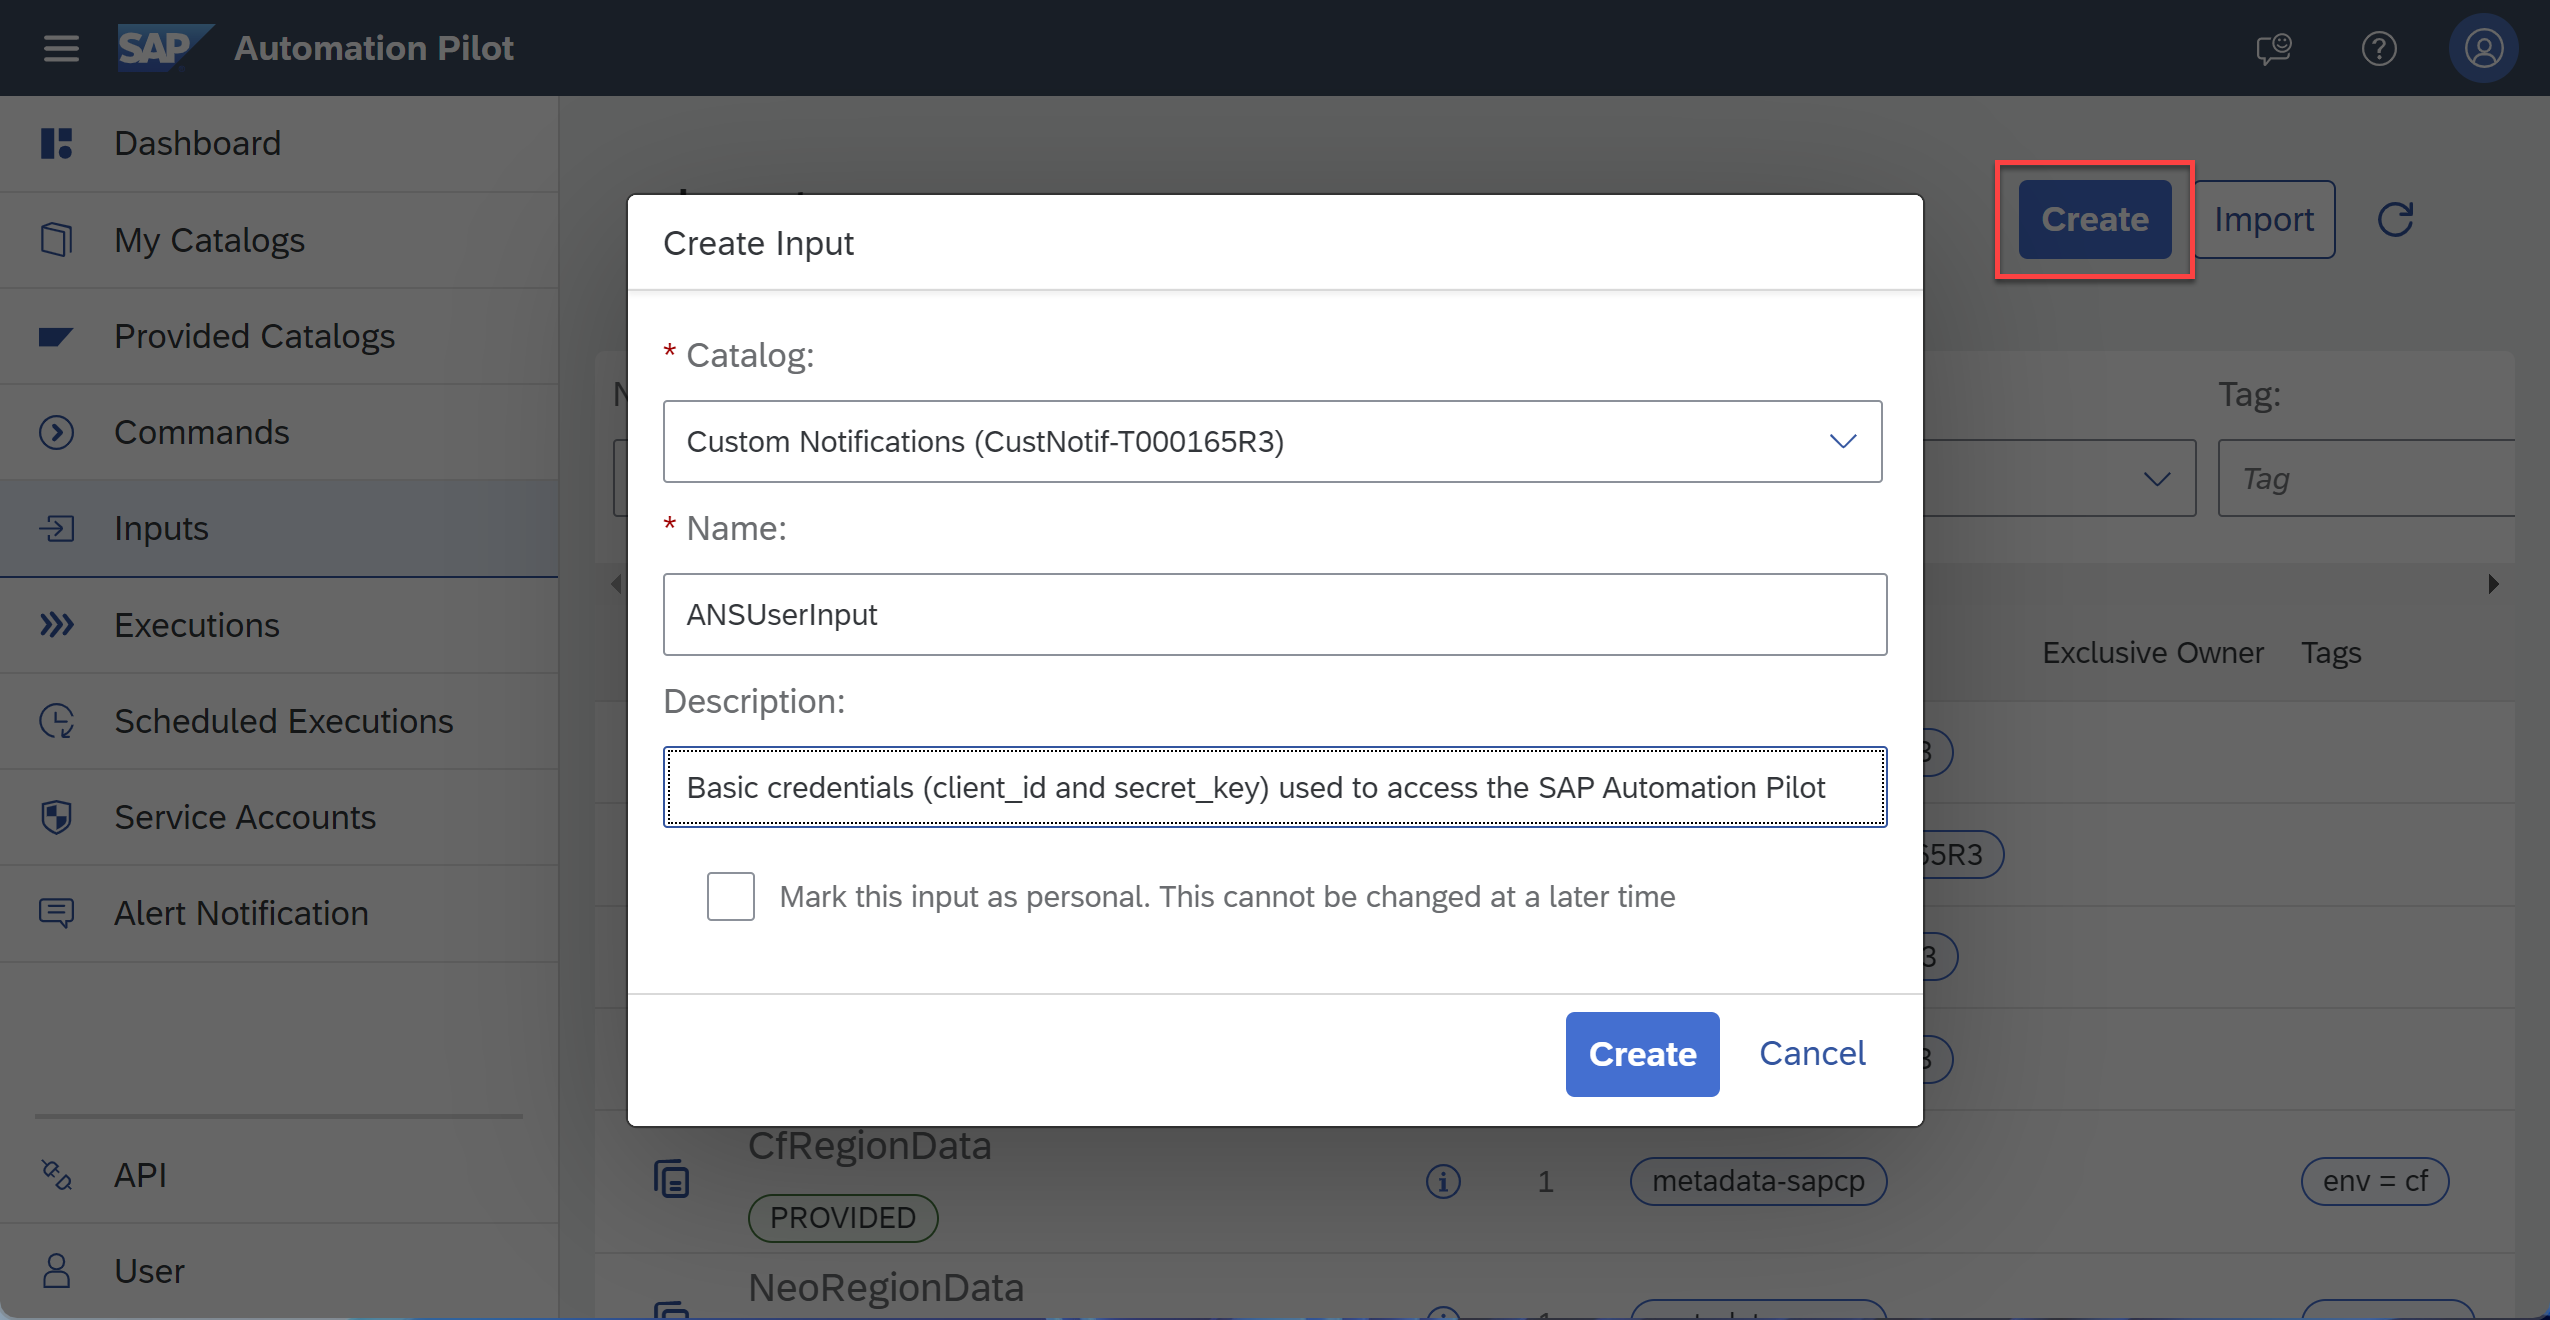 SAP Automation Pilot
Dashboard
My Catalogs
Provided Catalogs
Commands
Inputs
Executions
Scheduled Executions
Service Accounts
Alert Notification
API
User
Create
Import
Tag:
Tag
Exclusive Owner
Tags
Create Input
* Catalog:
Custom Notifications (CustNotif-T000165R3)
* Name:
ANSUserInput
Description:
Basic credentials (client_id and secret_key) used to access the SAP Automation Pilot
Mark this input as personal. This cannot be changed at a later time
Create
Cancel
CfRegionData
PROVIDED
1
metadata-sapcp
env = cf
NeoRegionData